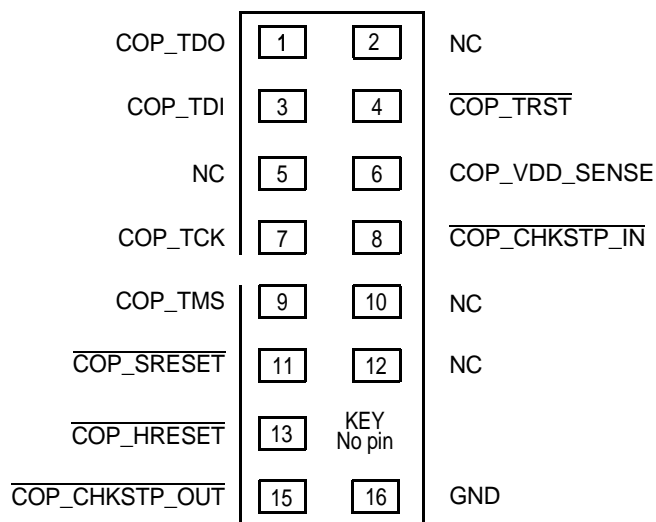 COP_TDO 1 2 NC
COP_TDI 3 4 COP_TRST
NC 5 6 COP_VDD_SENSE
COP_TCK 7 8 COP_CHKSTP_IN
COP_TMS 9 10 NC
COP_SRESET 11 12 NC
COP_HRESET 13 KEY
No pin
COP_CHKSTP_OUT 15 16 GND